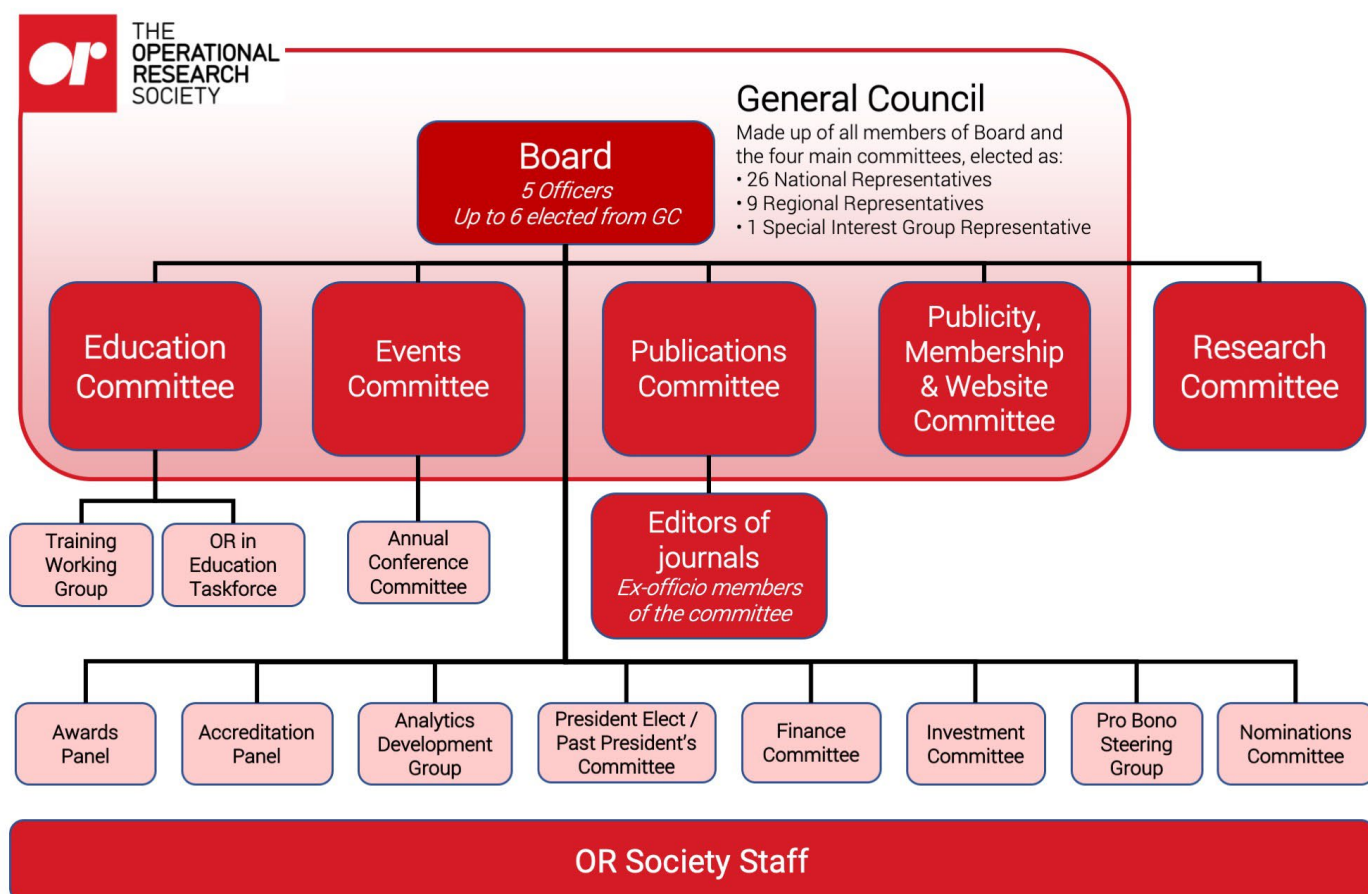 or
THE
OPERATIONAL
RESEARCH
SOCIETY
General Council
Made up of all members of Board and
the four main committees, elected as:
• 26 National Representatives
• 9 Regional Representatives
• 1 Special Interest Group Representative
Board
5 Officers
Up to 6 elected from GC
Education
Committee
Events
Committee
Publications
Committee
Publicity,
Membership
& Website
Committee
Research
Committee
Training
Working
Group
OR in
Education
Taskforce
Annual
Conference
Committee
Editors of
journals
Ex-officio members
of the committee
Awards
Panel
Accreditation
Panel
Analytics
Development
Group
President Elect /
Past President's
Committee
Finance
Committee
Investment
Committee
Pro Bono
Steering
Group
Nominations
Committee
OR Society Staff